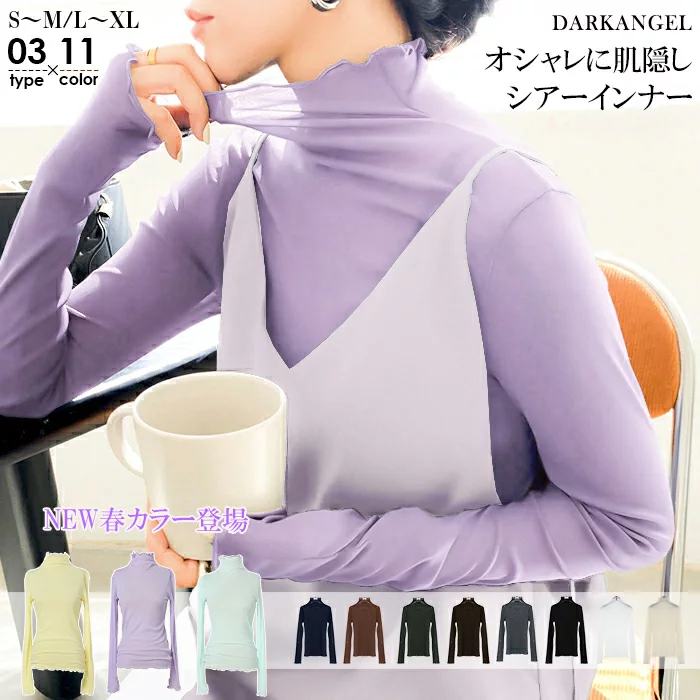 S～M/L～XL
03×11
type color
DARKANGEL
オシャレに肌隠し
シアーインナー
NEW春カラー登場